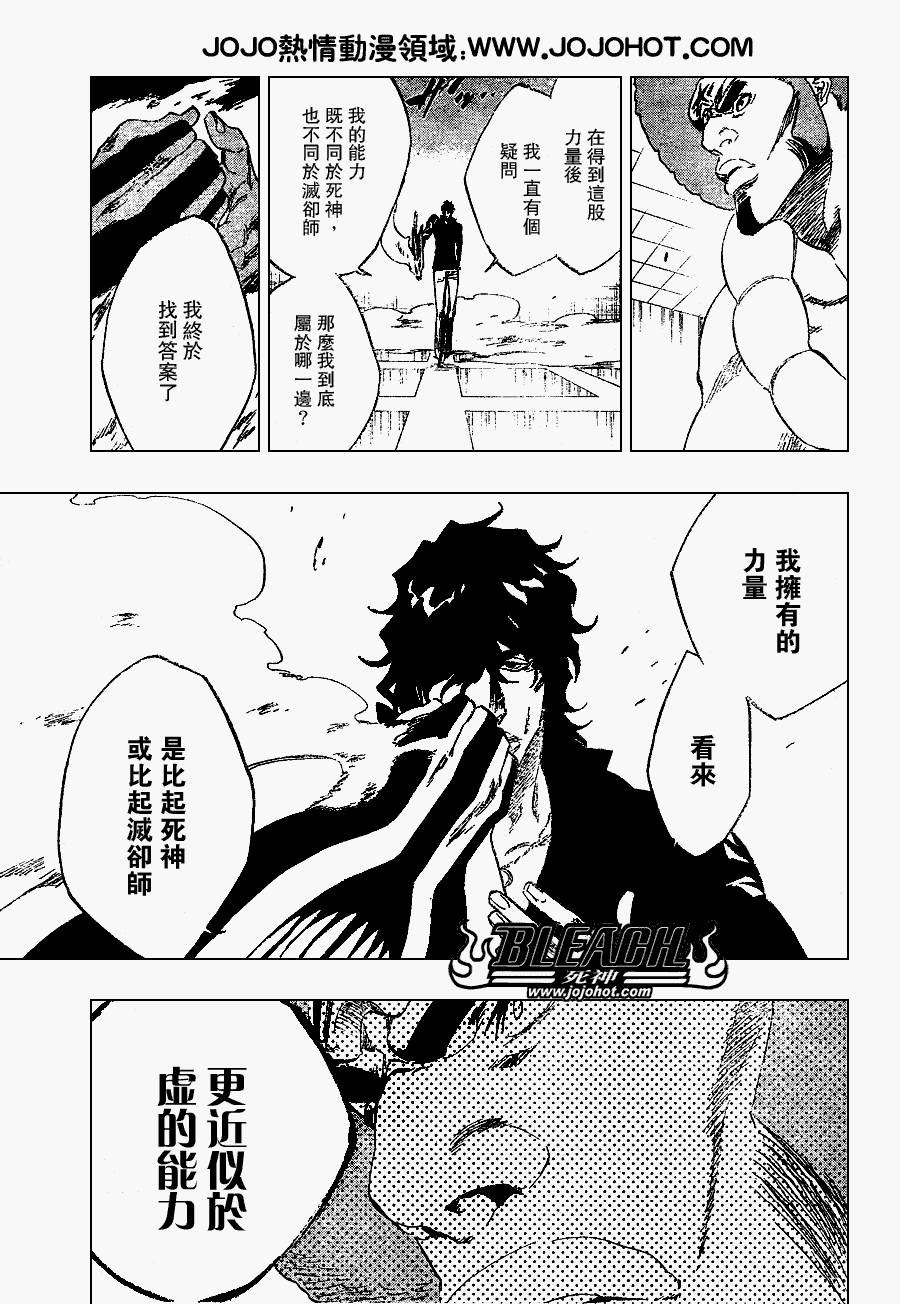 JOJO熱情動漫領域:WWW.JOJOHOT.COM
在得到這股
力量後
我一直有個
疑問
我的能力
既不同於死神，
也不同於滅卻師
那麼我到底
屬於哪一邊？
我終於
找到答案了
我擁有的
力量
看來
是比起死神
或比起滅卻師
BLEACH
死神
www.jojohot.com
更近似於
虛的能力